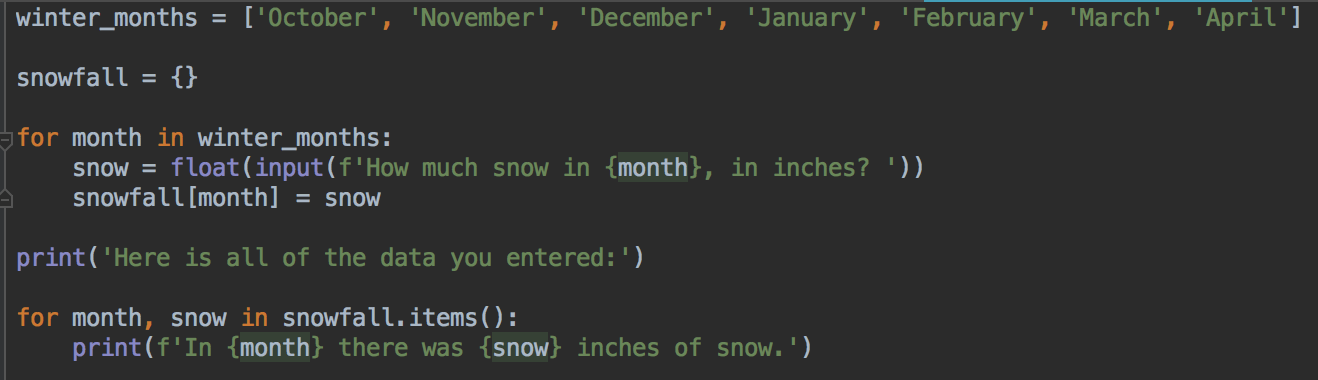 winter_months = ['October', 'November', 'December', 'January', 'February', 'March', 'April']
snowfall = {}
for month in winter_months:
    snow = float(input(f'How much snow in {month}, in inches? '))
    snowfall[month] = snow
print('Here is all of the data you entered:')
for month, snow in snowfall.items():
    print(f'In {month} there was {snow} inches of snow.')